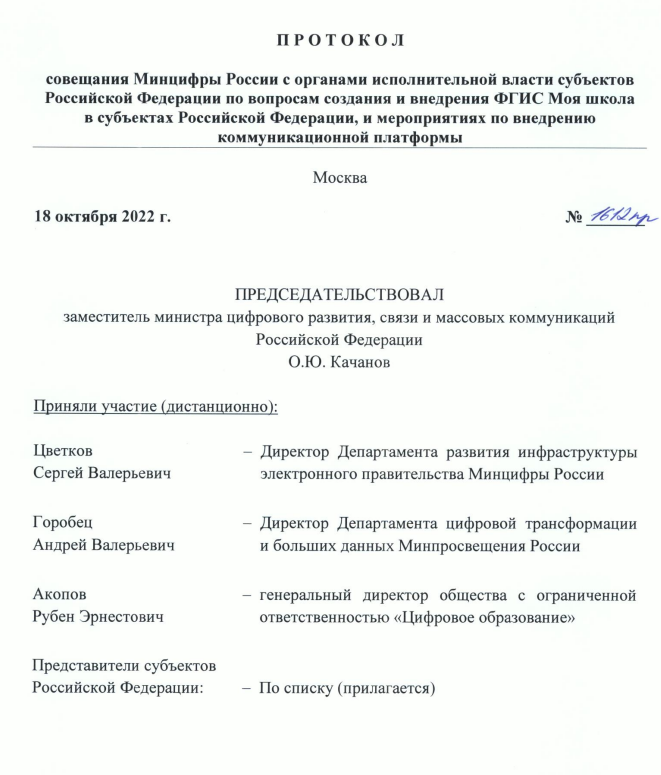 П Р О Т О К О Л
совещания Минцифры России с органами исполнительной власти субъектов
Российской Федерации по вопросам создания и внедрения ФГИС Моя школа
в субъектах Российской Федерации, и мероприятиях по внедрению
коммуникационной платформы
Москва
18 октября 2022 г. № 1612пр
ПРЕДСЕДАТЕЛЬСТВОВАЛ
заместитель министра цифрового развития, связи и массовых коммуникаций
Российской Федерации
О.Ю. Качанов
Приняли участие (дистанционно):
Цветков – Директор Департамента развития инфраструктуры
Сергей Валерьевич электронного правительства Минцифры России
Горобец – Директор Департамента цифровой трансформации
Андрей Валерьевич и больших данных Минпросвещения России
Акопов – генеральный директор общества с ограниченной
Рубен Эрнестович ответственностью «Цифровое образование»
Представители субъектов
Российской Федерации: – По списку (прилагается)